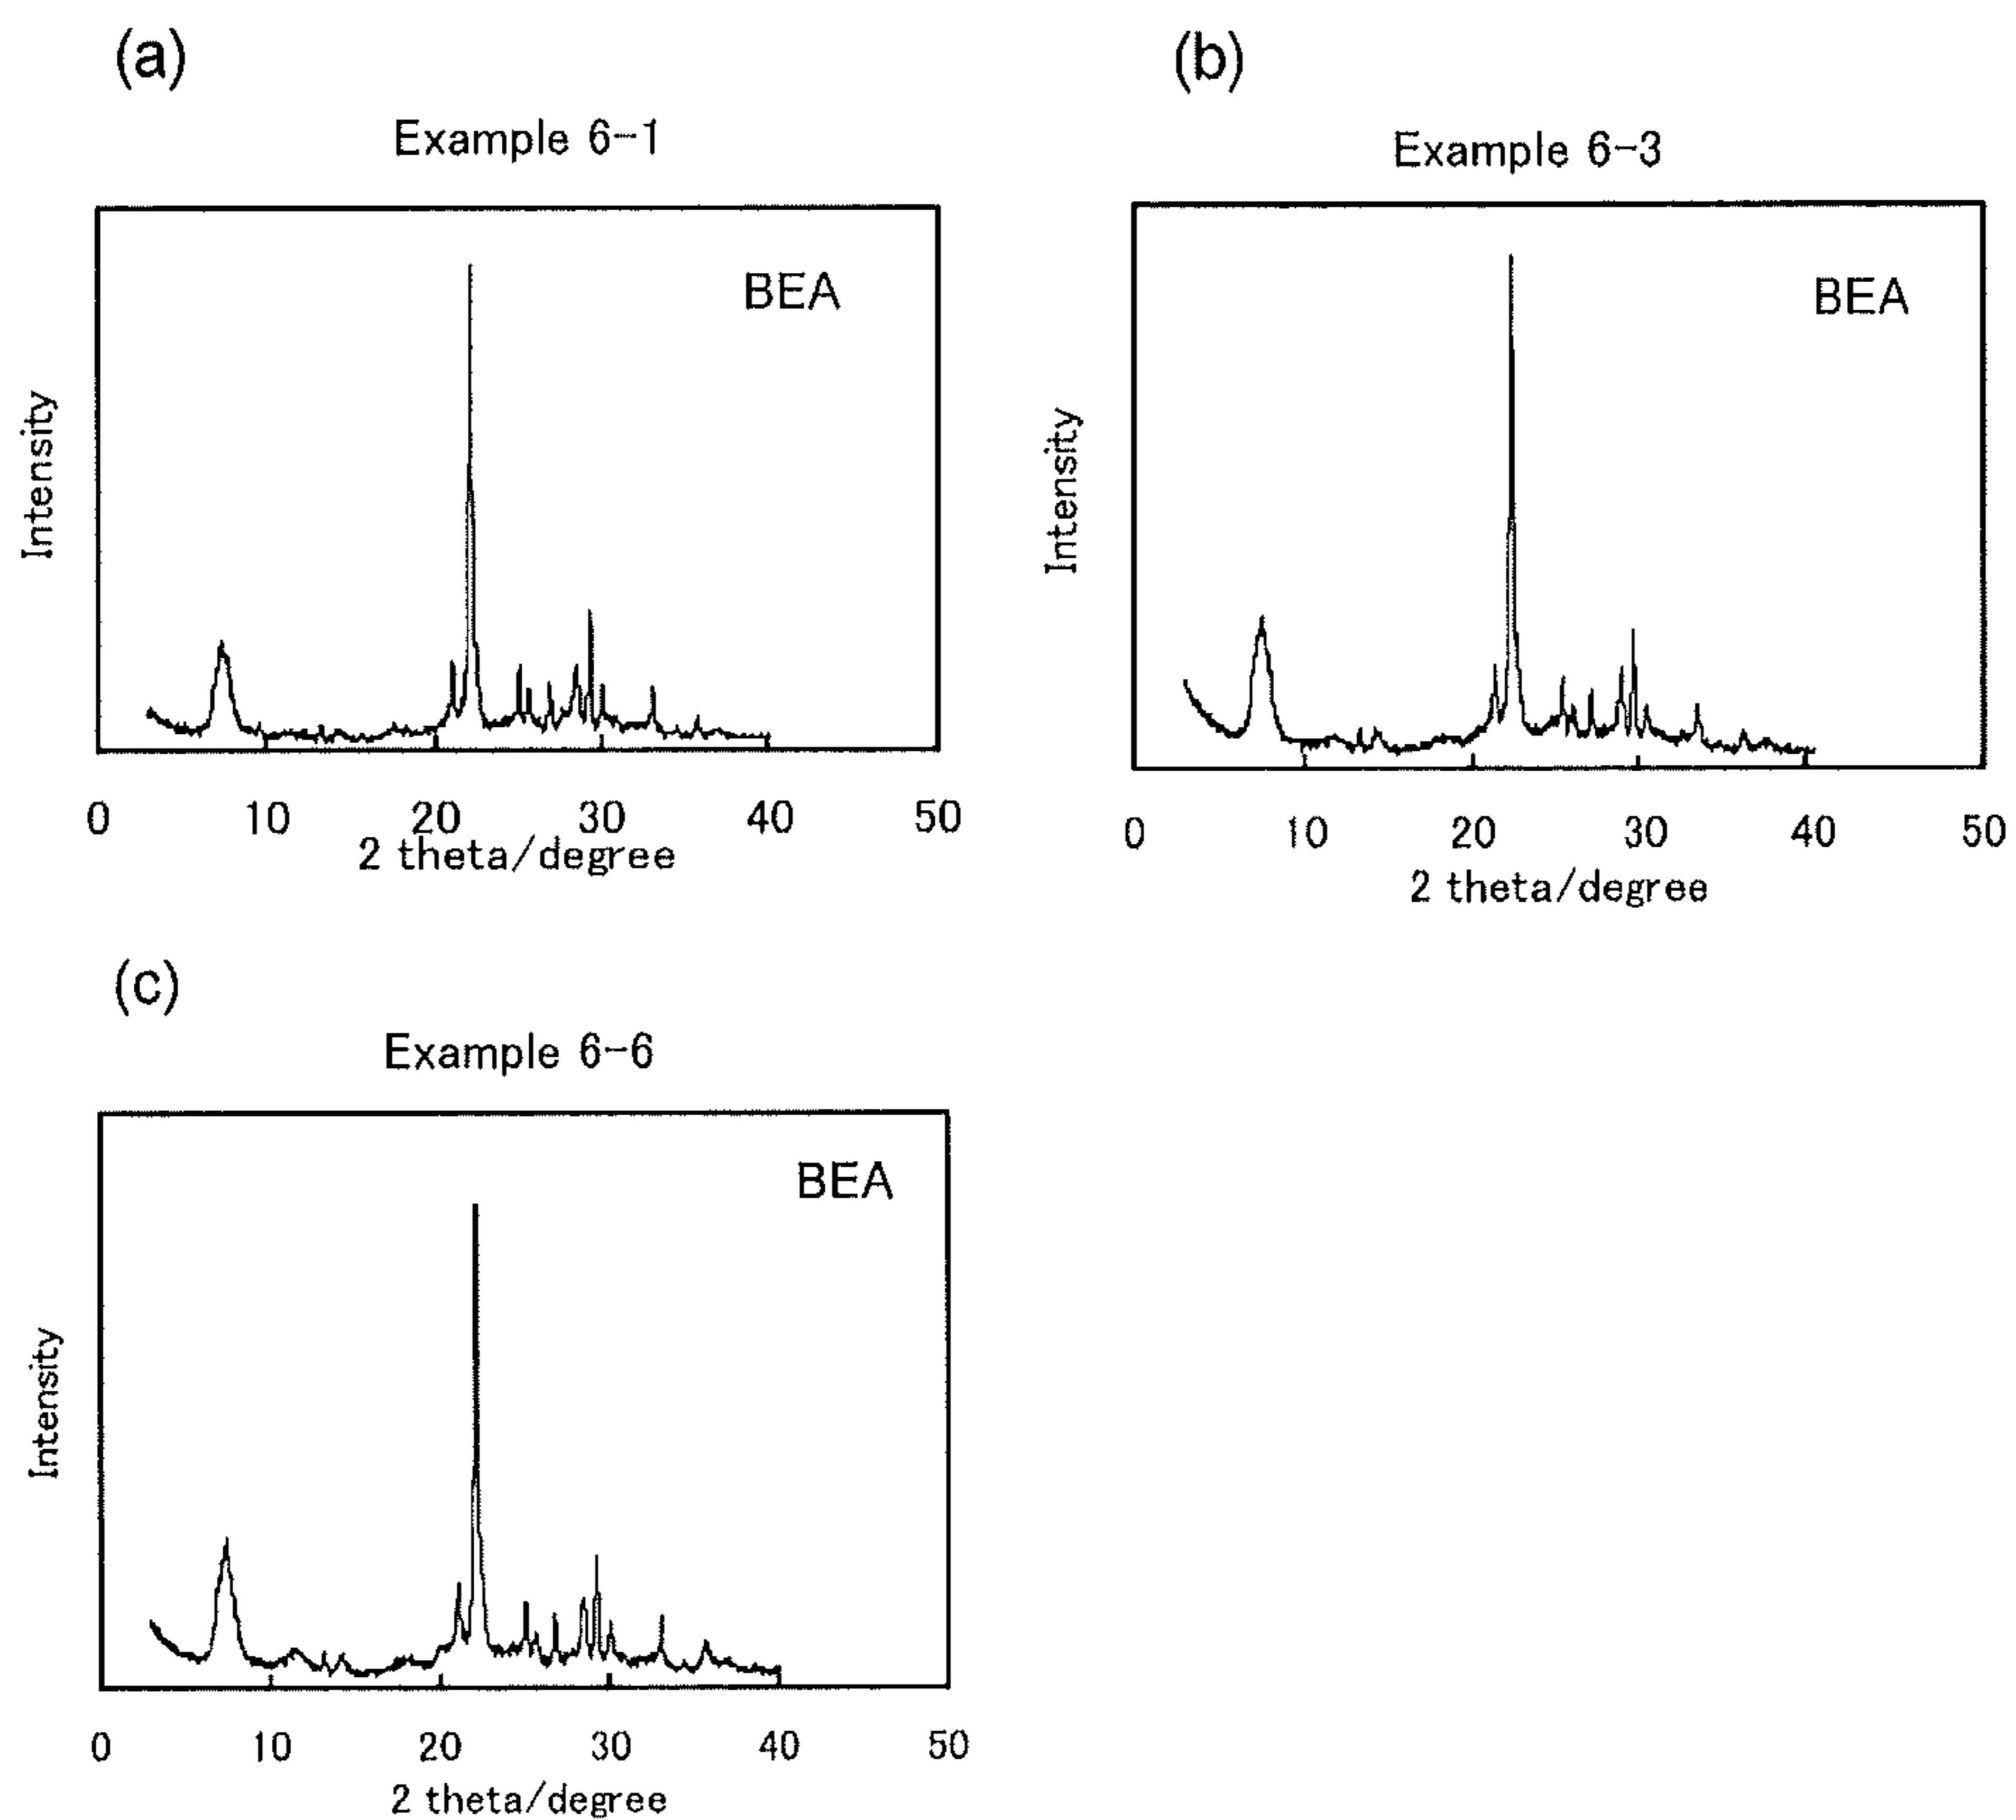 (a)
Example 6-1
BEA
Intensity
0 10 20 30 40 50
2 theta/degree
(b)
Example 6-3
BEA
Intensity
0 10 20 30 40 50
2 theta/degree
(c)
Example 6-6
BEA
Intensity
0 10 20 30 40 50
2 theta/degree